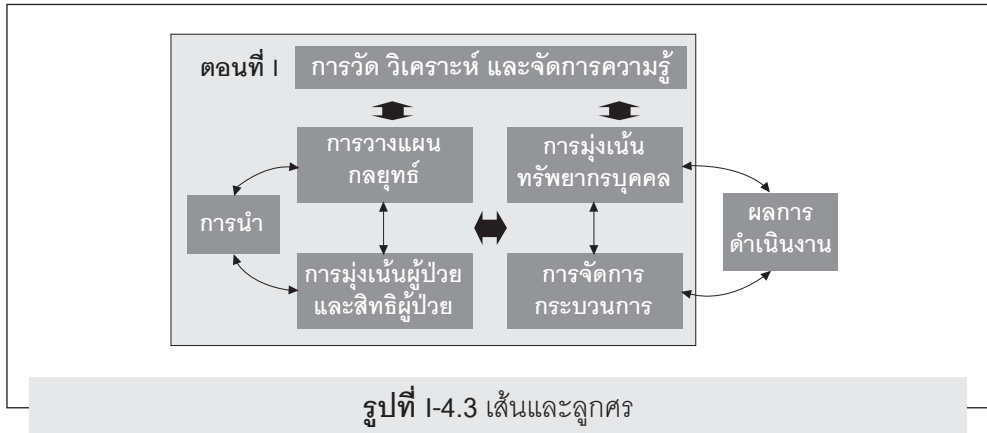 ตอนที่ I
การวัด วิเคราะห์ และจัดการความรู้
การวางแผน
กลยุทธ์
การมุ่งเน้น
ทรัพยากรบุคคล
การนำ
ผลการ
ดำเนินงาน
การมุ่งเน้นผู้ป่วย
และสิทธิผู้ป่วย
การจัดการ
กระบวนการ
รูปที่ I-4.3 เส้นและลูกศร